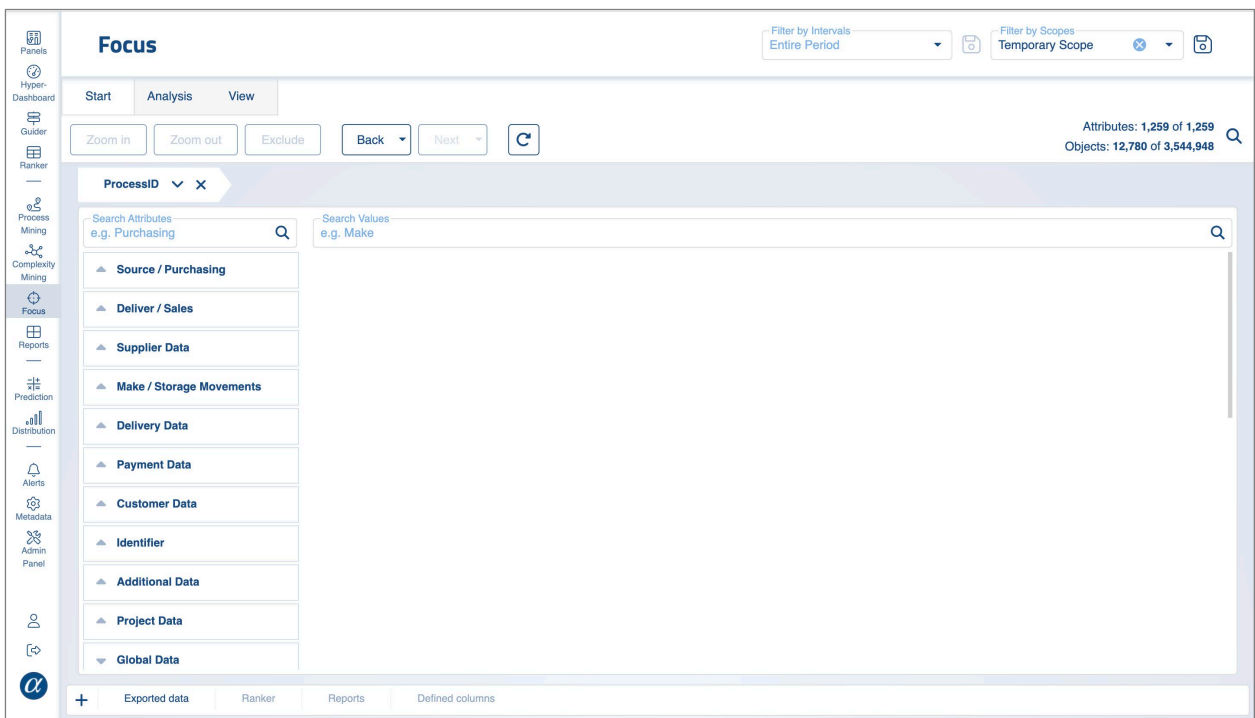 Panels
Hyper-
Dashboard
Guider
Ranker
Process
Mining
Complexity
Mining
Focus
Reports
Prediction
Distribution
Alerts
Metadata
Admin
Panel
α
Focus
Filter by Intervals
Entire Period
Filter by Scopes
Temporary Scope
Start Analysis View
Zoom in Zoom out Exclude Back Next
Attributes: 1,259 of 1,259
Objects: 12,780 of 3,544,948
ProcessID
Search Attributes
e.g. Purchasing
Search Values
e.g. Make
Source / Purchasing
Deliver / Sales
Supplier Data
Make / Storage Movements
Delivery Data
Payment Data
Customer Data
Identifier
Additional Data
Project Data
Global Data
+ Exported data Ranker Reports Defined columns